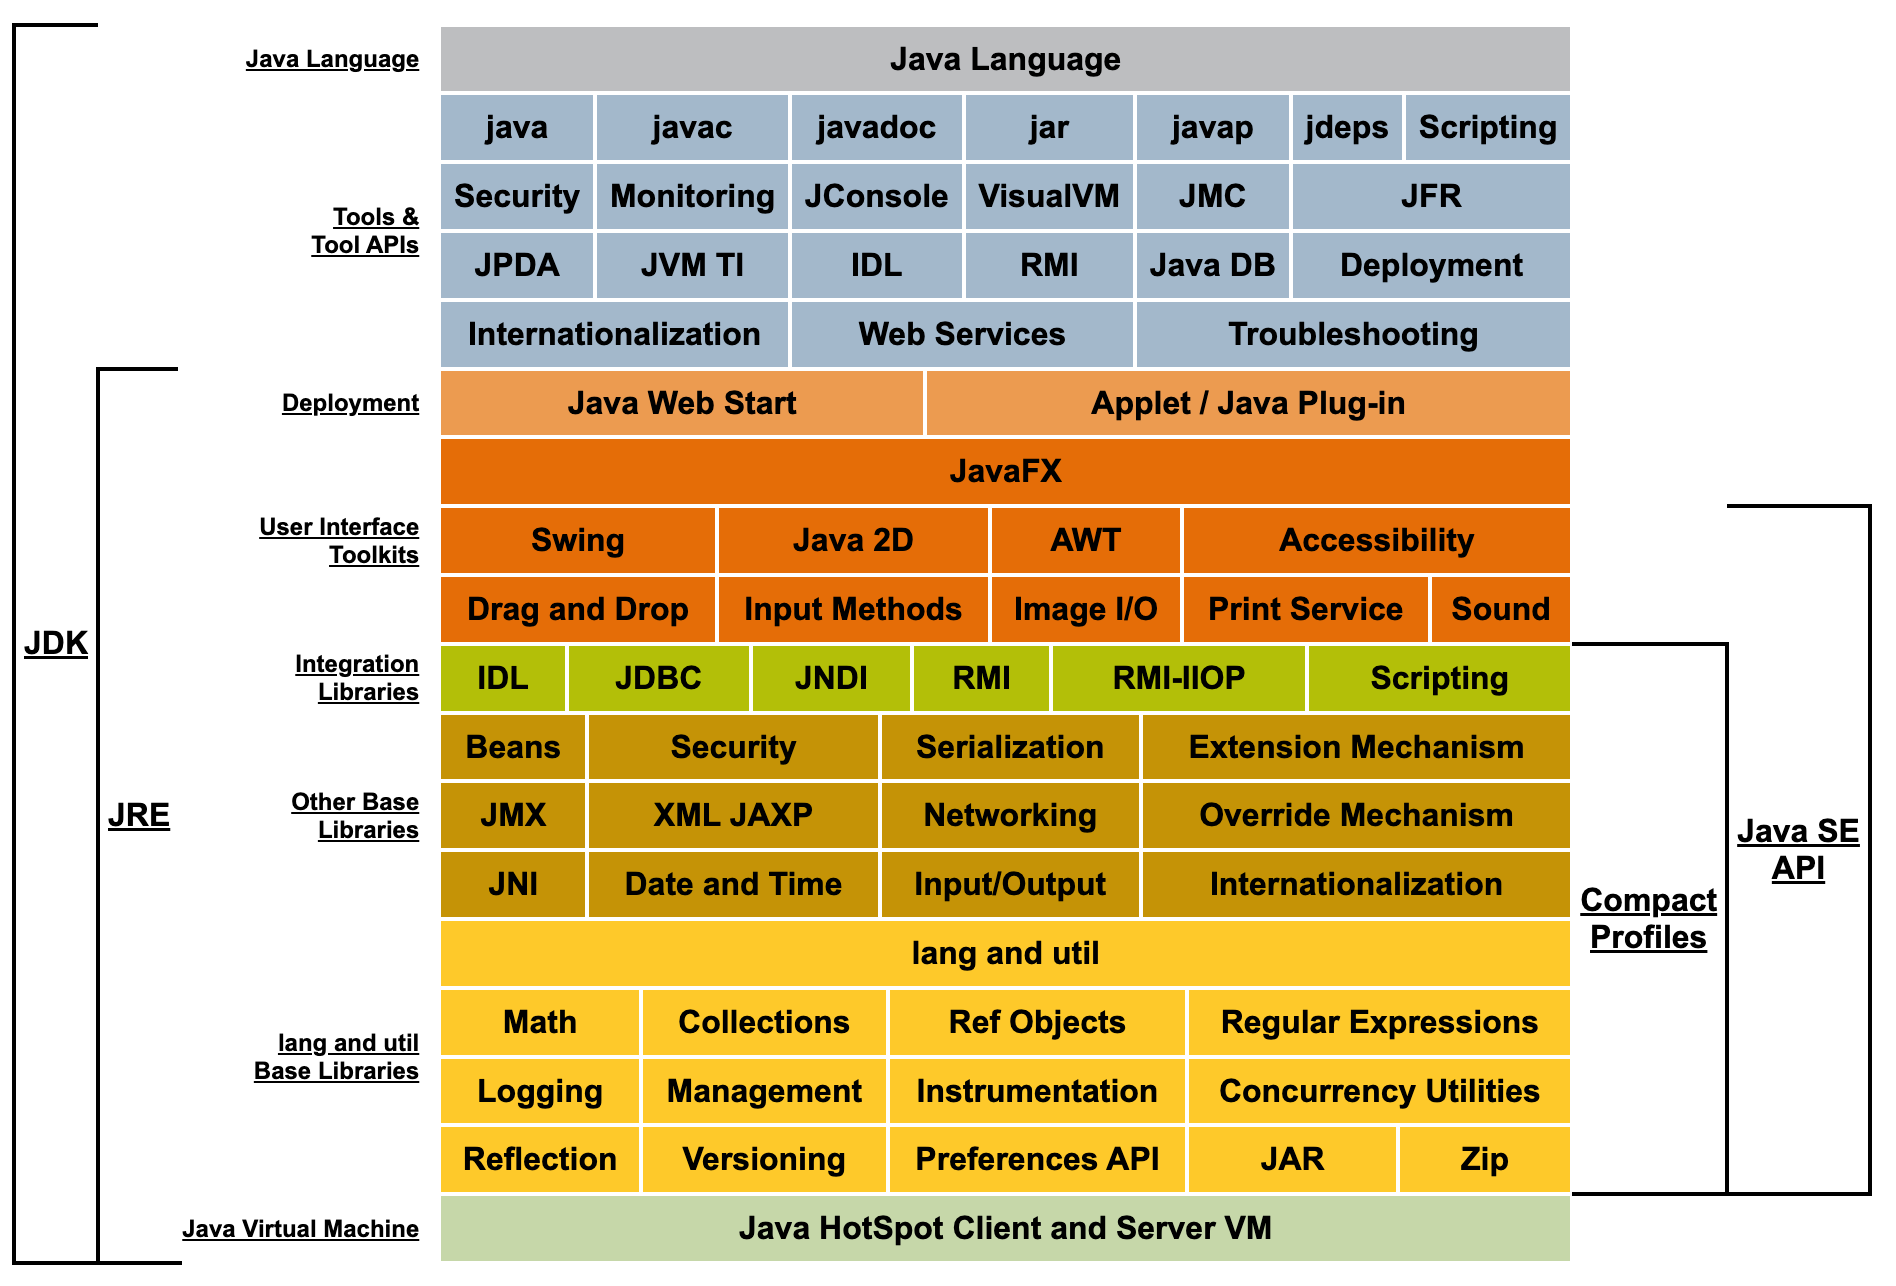 Java Language
Java Language
java javac javadoc jar javap jdeps Scripting
Tools &
Tool APIs
Security Monitoring JConsole VisualVM JMC JFR
JPDA JVM TI IDL RMI Java DB Deployment
Internationalization Web Services Troubleshooting
Deployment
Java Web Start Applet / Java Plug-in
JavaFX
User Interface
Toolkits
Swing Java 2D AWT Accessibility
Drag and Drop Input Methods Image I/O Print Service Sound
JDK
Integration
Libraries
IDL JDBC JNDI RMI RMI-IIOP Scripting
Beans Security Serialization Extension Mechanism
JRE
Other Base
Libraries
JMX XML JAXP Networking Override Mechanism
Java SE
API
JNI Date and Time Input/Output Internationalization
Compact
Profiles
lang and util
lang and util
Base Libraries
Math Collections Ref Objects Regular Expressions
Logging Management Instrumentation Concurrency Utilities
Reflection Versioning Preferences API JAR Zip
Java Virtual Machine
Java HotSpot Client and Server VM